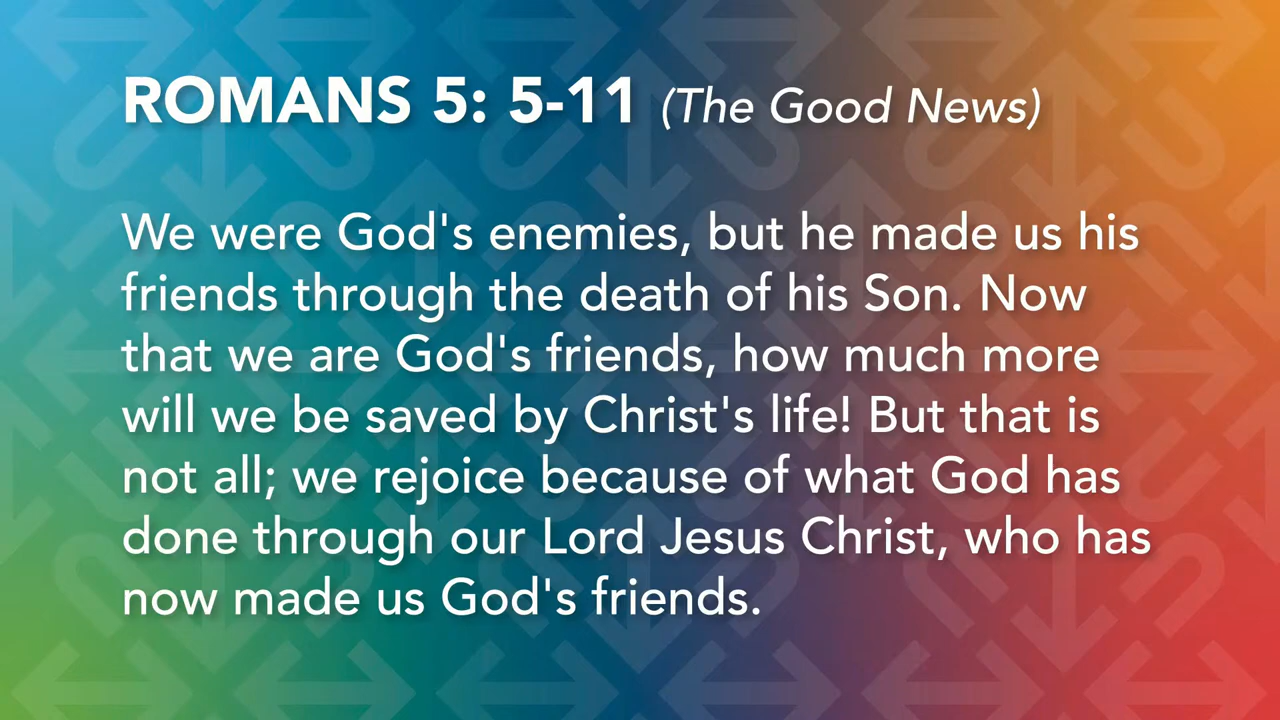 ROMANS 5: 5-11 (The Good News)
We were God's enemies, but he made us his
friends through the death of his Son. Now
that we are God's friends, how much more
will we be saved by Christ's life! But that is
not all; we rejoice because of what God has
done through our Lord Jesus Christ, who has
now made us God's friends.